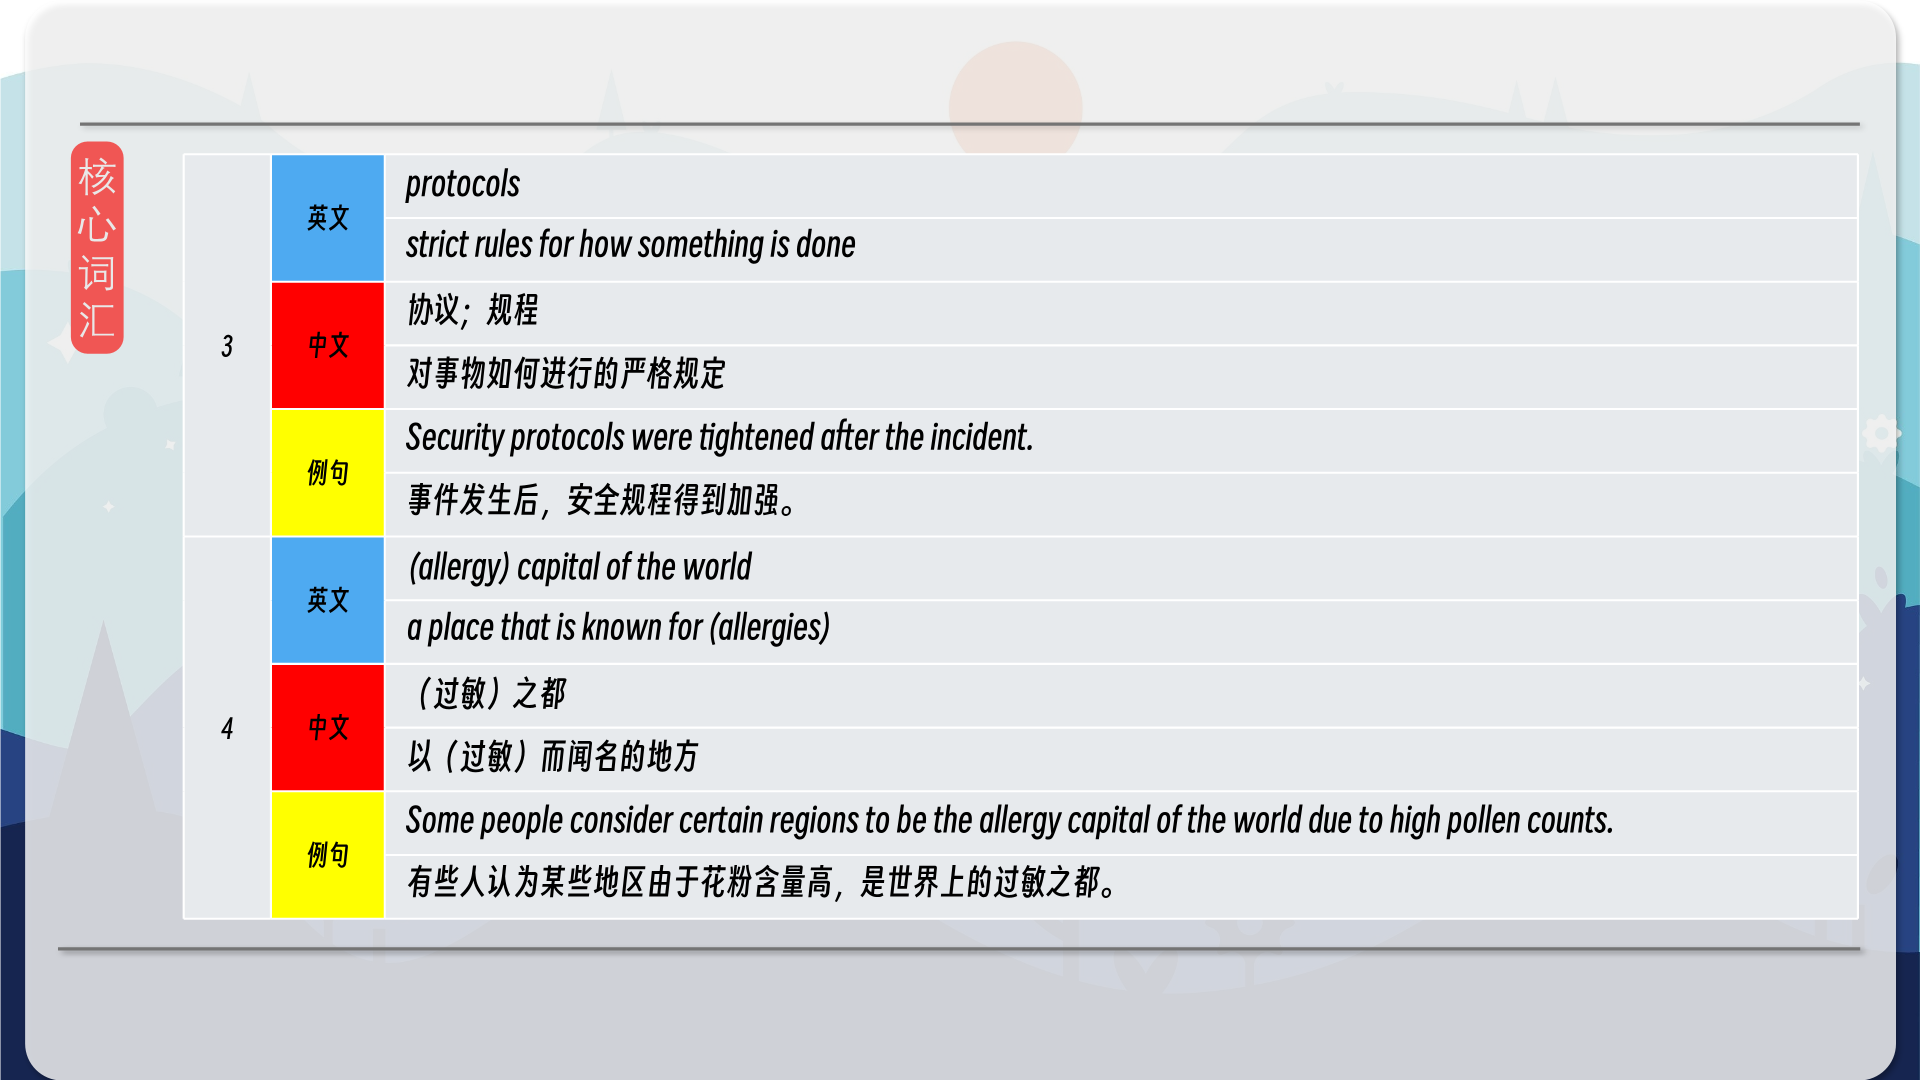 核
心
词
汇
3
英文
protocols
strict rules for how something is done
中文
协议；规程
对事物如何进行的严格规定
例句
Security protocols were tightened after the incident.
事件发生后，安全规程得到加强。
4
英文
(allergy) capital of the world
a place that is known for (allergies)
中文
（过敏）之都
以（过敏）而闻名的地方
例句
Some people consider certain regions to be the allergy capital of the world due to high pollen counts.
有些人认为某些地区由于花粉含量高，是世界上的过敏之都。